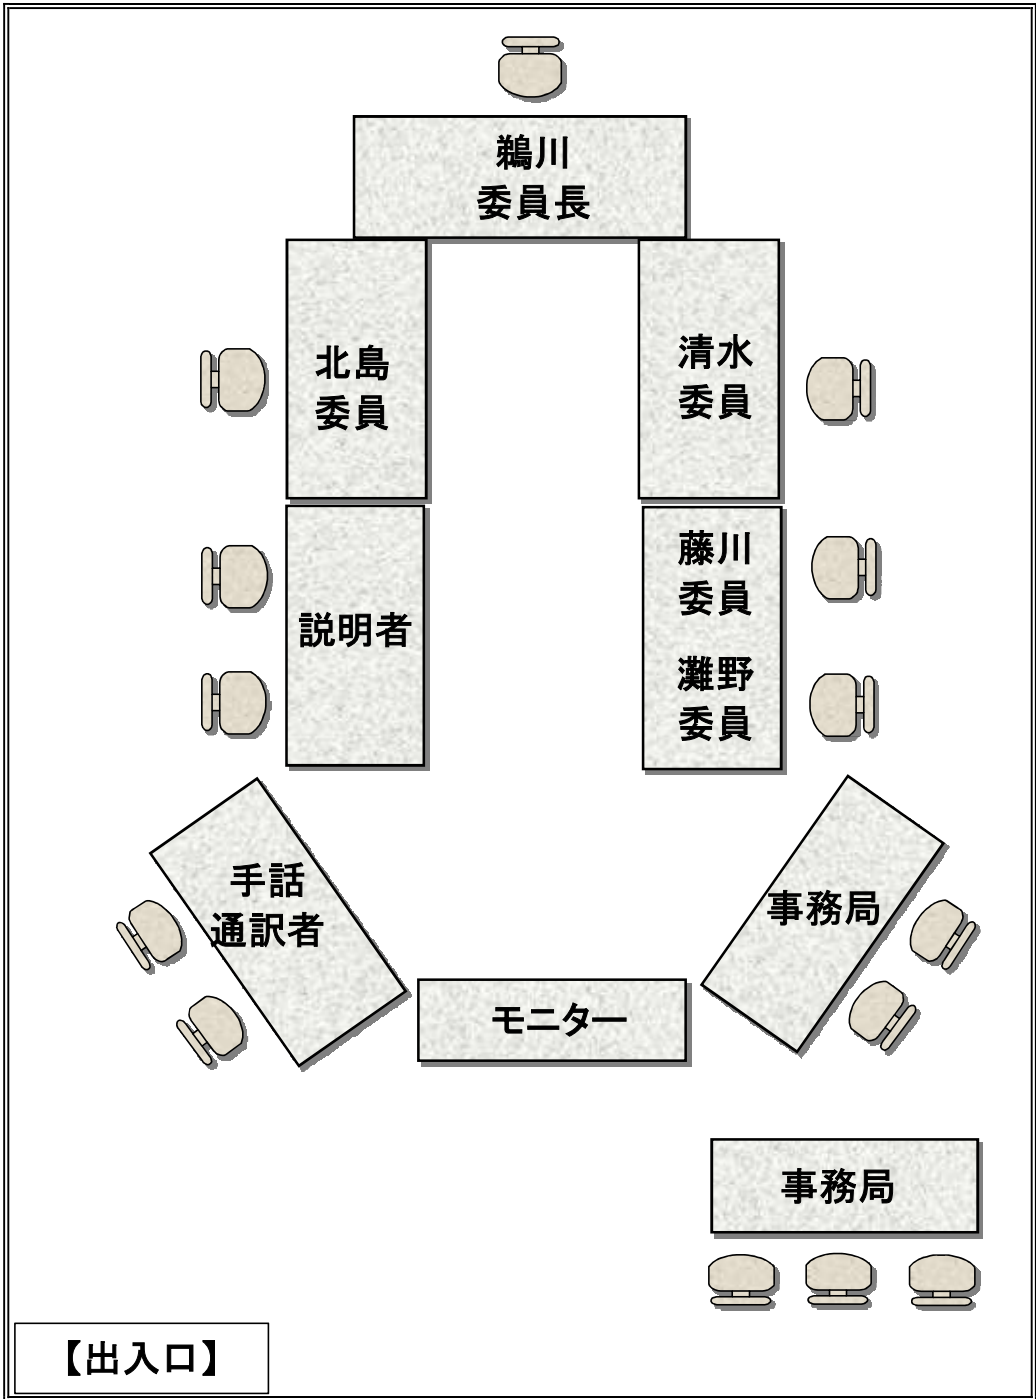 鵜川
委員長
北島
委員
清水
委員
説明者
藤川
委員
灘野
委員
手話
通訳者
事務局
モニター
事務局
【出入口】